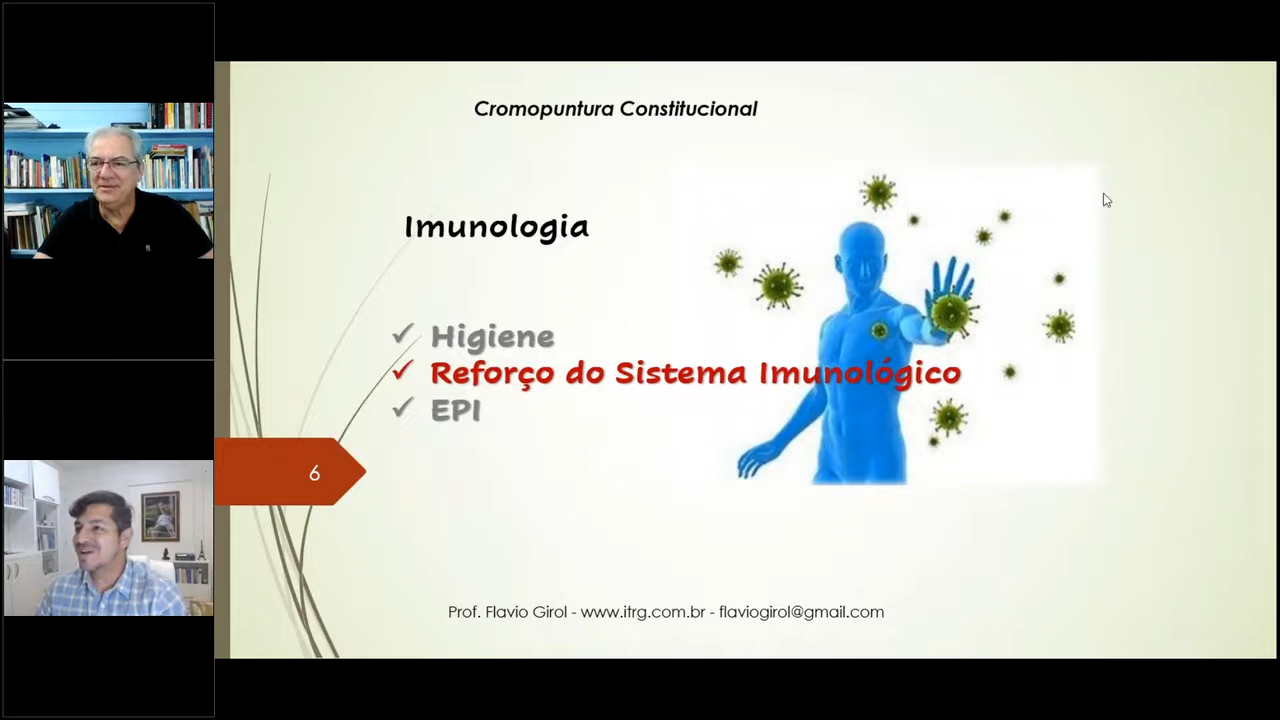 Cromopuntura Constitucional
Imunologia
✓ Higiene
✓ Reforço do Sistema Imunológico
✓ EPI
6
Prof. Flavio Girol - www.itrg.com.br - flaviogirol@gmail.com